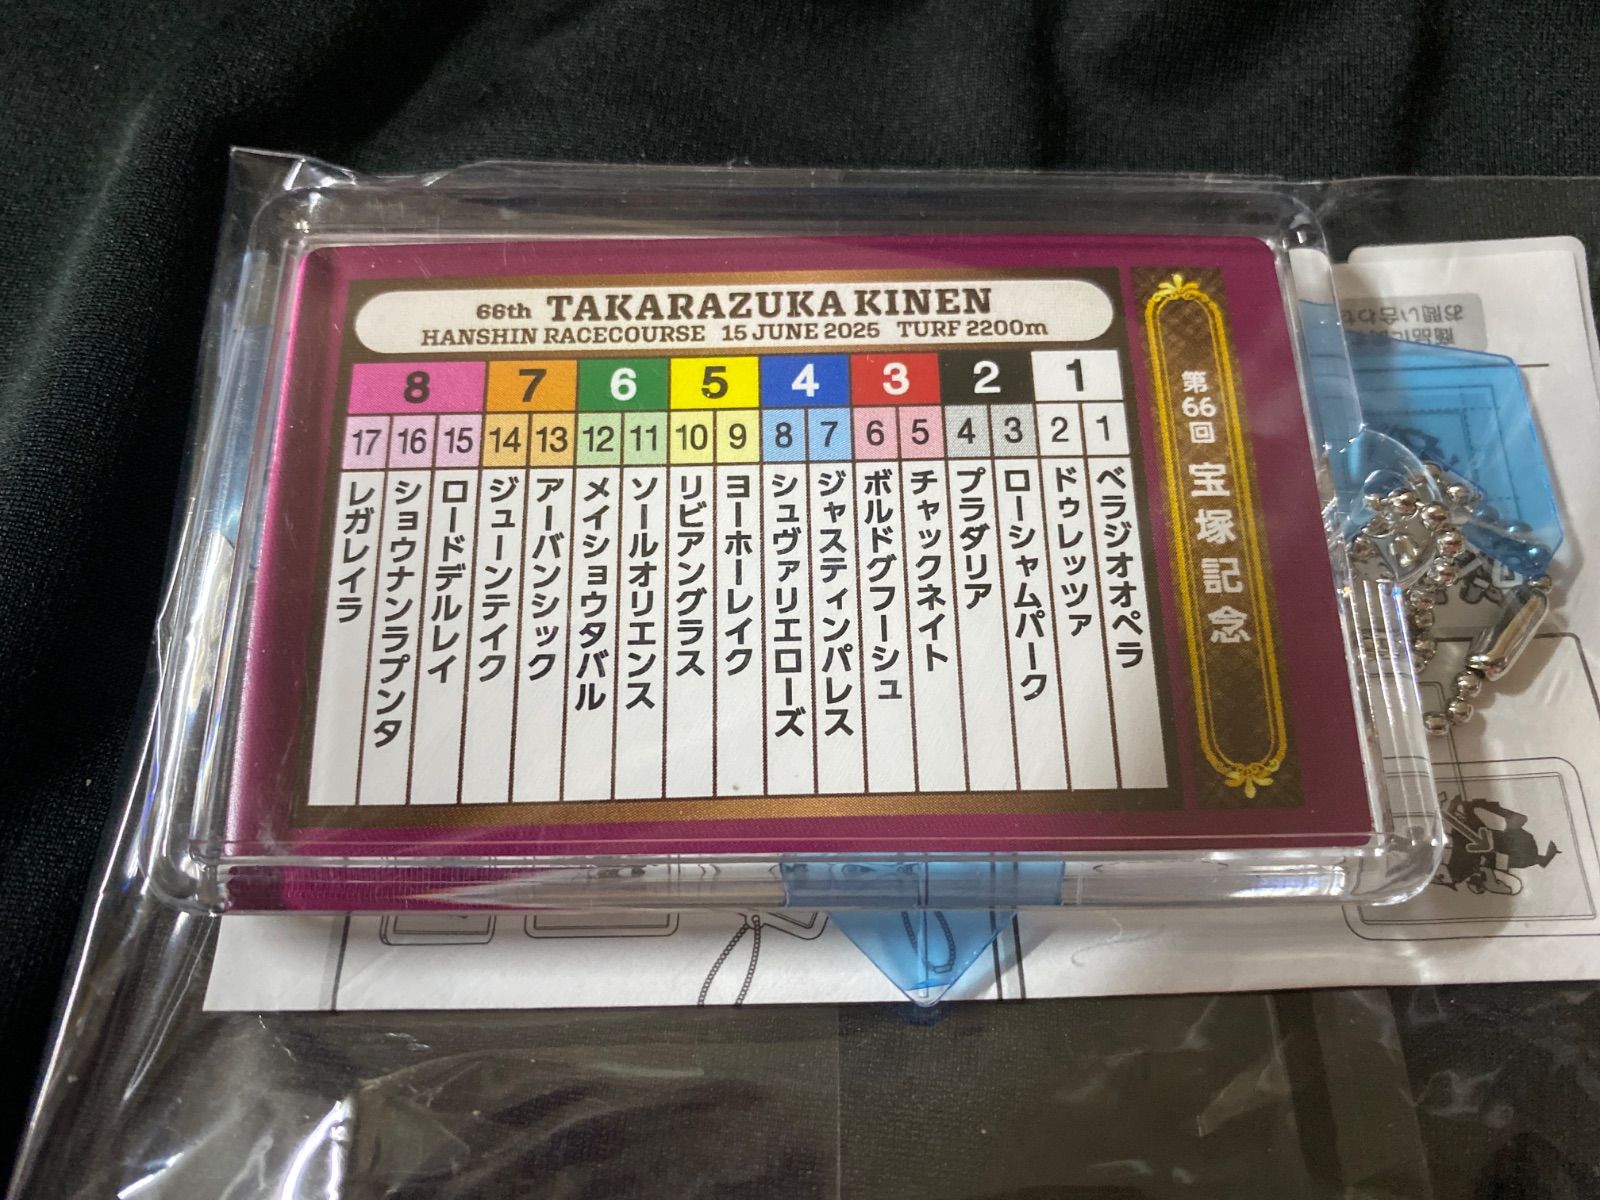 66th TAKARAZUKA KINEN
HANSHIN RACECOURSE 15 JUNE 2025 TURF 2200m
8 7 6 5 4 3 2 1
17 16 15 14 13 12 11 10 9 8 7 6 5 4 3 2 1
ベラジオオペラ
ドゥレッツァ
ローシャムパーク
プラダリア
チャックネイト
ボルドグフーシュ
ジャスティンパレス
シュヴァリエローズ
ヨーホーレイク
リビアングラス
ソールオリエンス
メイショウタバル
アーバンシック
ジューンテイク
ロードデルレイ
ショウナンラプンタ
レガレイラ
第66回 宝塚記念
お問い合わせ